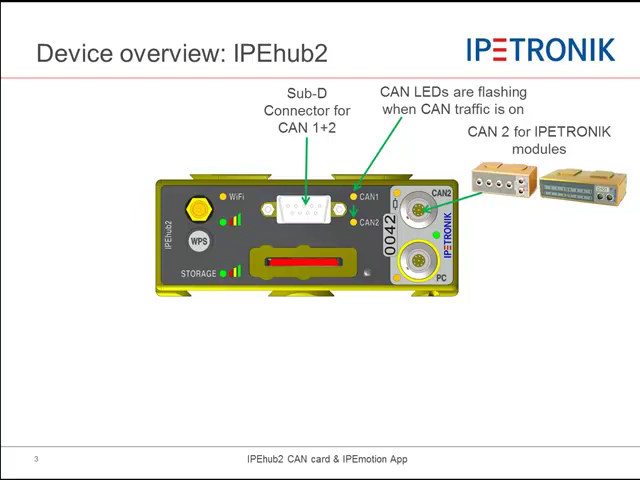 Device overview: IPEhub2
IPETRONIK
Sub-D
Connector for
CAN 1+2
CAN LEDs are flashing
when CAN traffic is on
CAN 2 for IPETRONIK
modules
IPEhub2
WiFi
WPS
STORAGE
CAN1
CAN2
0042
CAN2
IPETRONIK
PC
3
IPEhub2 CAN card & IPEmotion App